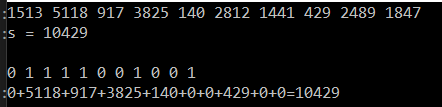 :1513 5118 917 3825 140 2812 1441 429 2489 1847
:s = 10429
:0 1 1 1 1 0 0 1 0 0 1
:0+5118+917+3825+140+0+0+429+0+0=10429